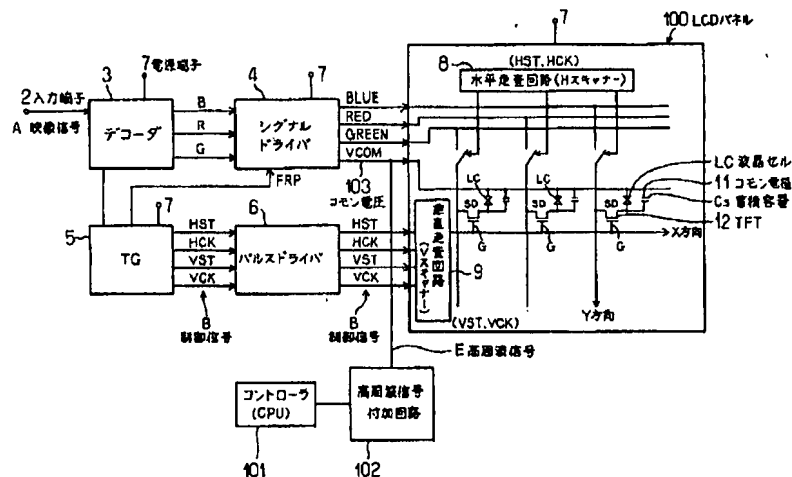 7
100 LCDパネル
7 電源端子
(HST、HCK)
3
4
7
8
水平走査回路(Hスキャナー)
2 入力端子
A 映像信号
デコーダ
B
R
G
シグナル
ドライバ
BLUE
RED
GREEN
VCOM
FRP
103
コモン電圧
LC
LC
LC 液晶セル
11 コモン電極
Cs 蓄積容量
12 TFT
SD
SD
SD
G
G
G
X方向
5
7
TG
HST
HCK
VST
VCK
6
パルスドライバ
HST
HCK
VST
VCK
垂直走査回路
(Vスキャナー)
9
B
制御信号
B
制御信号
(VST、VCK)
Y方向
E 高周波信号
コントローラ
(CPU)
高周波信号
付加回路
101
102